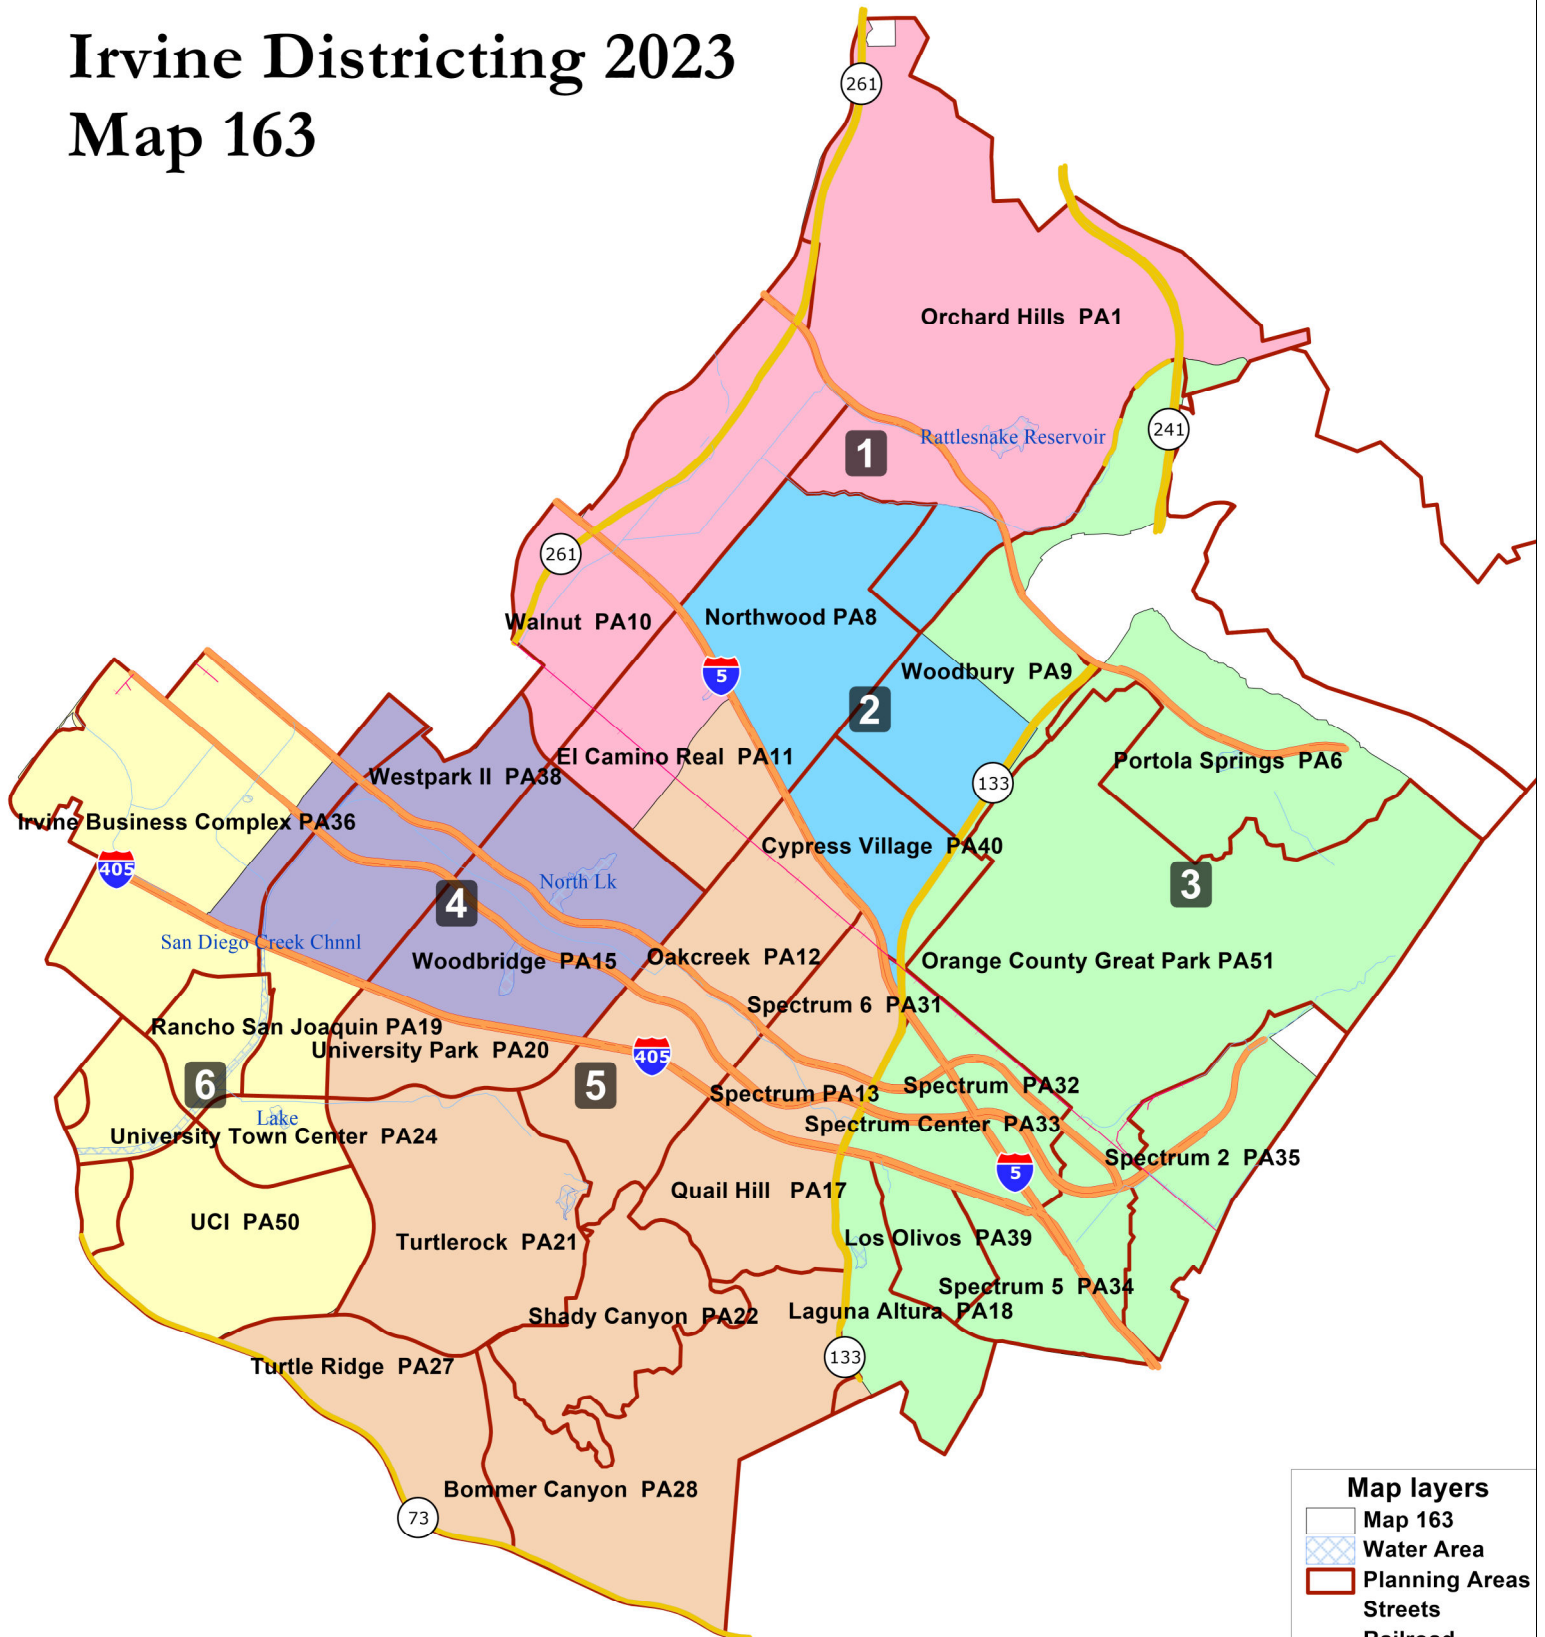 Irvine Districting 2023
Map 163
261
Orchard Hills PA1
241
Rattlesnake Reservoir
1
261
Walnut PA10
Northwood PA8
5
Woodbury PA9
2
El Camino Real PA11
Westpark II PA38
133
Portola Springs PA6
Irvine Business Complex PA36
Cypress Village PA40
405
North Lk
3
4
San Diego Creek Chnnl
Woodbridge PA15
Oakcreek PA12
Orange County Great Park PA51
Spectrum 6 PA31
Rancho San Joaquin PA19
University Park PA20
405
6
5
Spectrum PA13
Spectrum PA32
Lake
Spectrum Center PA33
University Town Center PA24
Spectrum 2 PA35
5
Quail Hill PA17
UCI PA50
Turtlerock PA21
Los Olivos PA39
Spectrum 5 PA34
Shady Canyon PA22
Laguna Altura PA18
133
Turtle Ridge PA27
Bommer Canyon PA28
73
Map layers
Map 163
Water Area
Planning Areas
Streets
Railroad